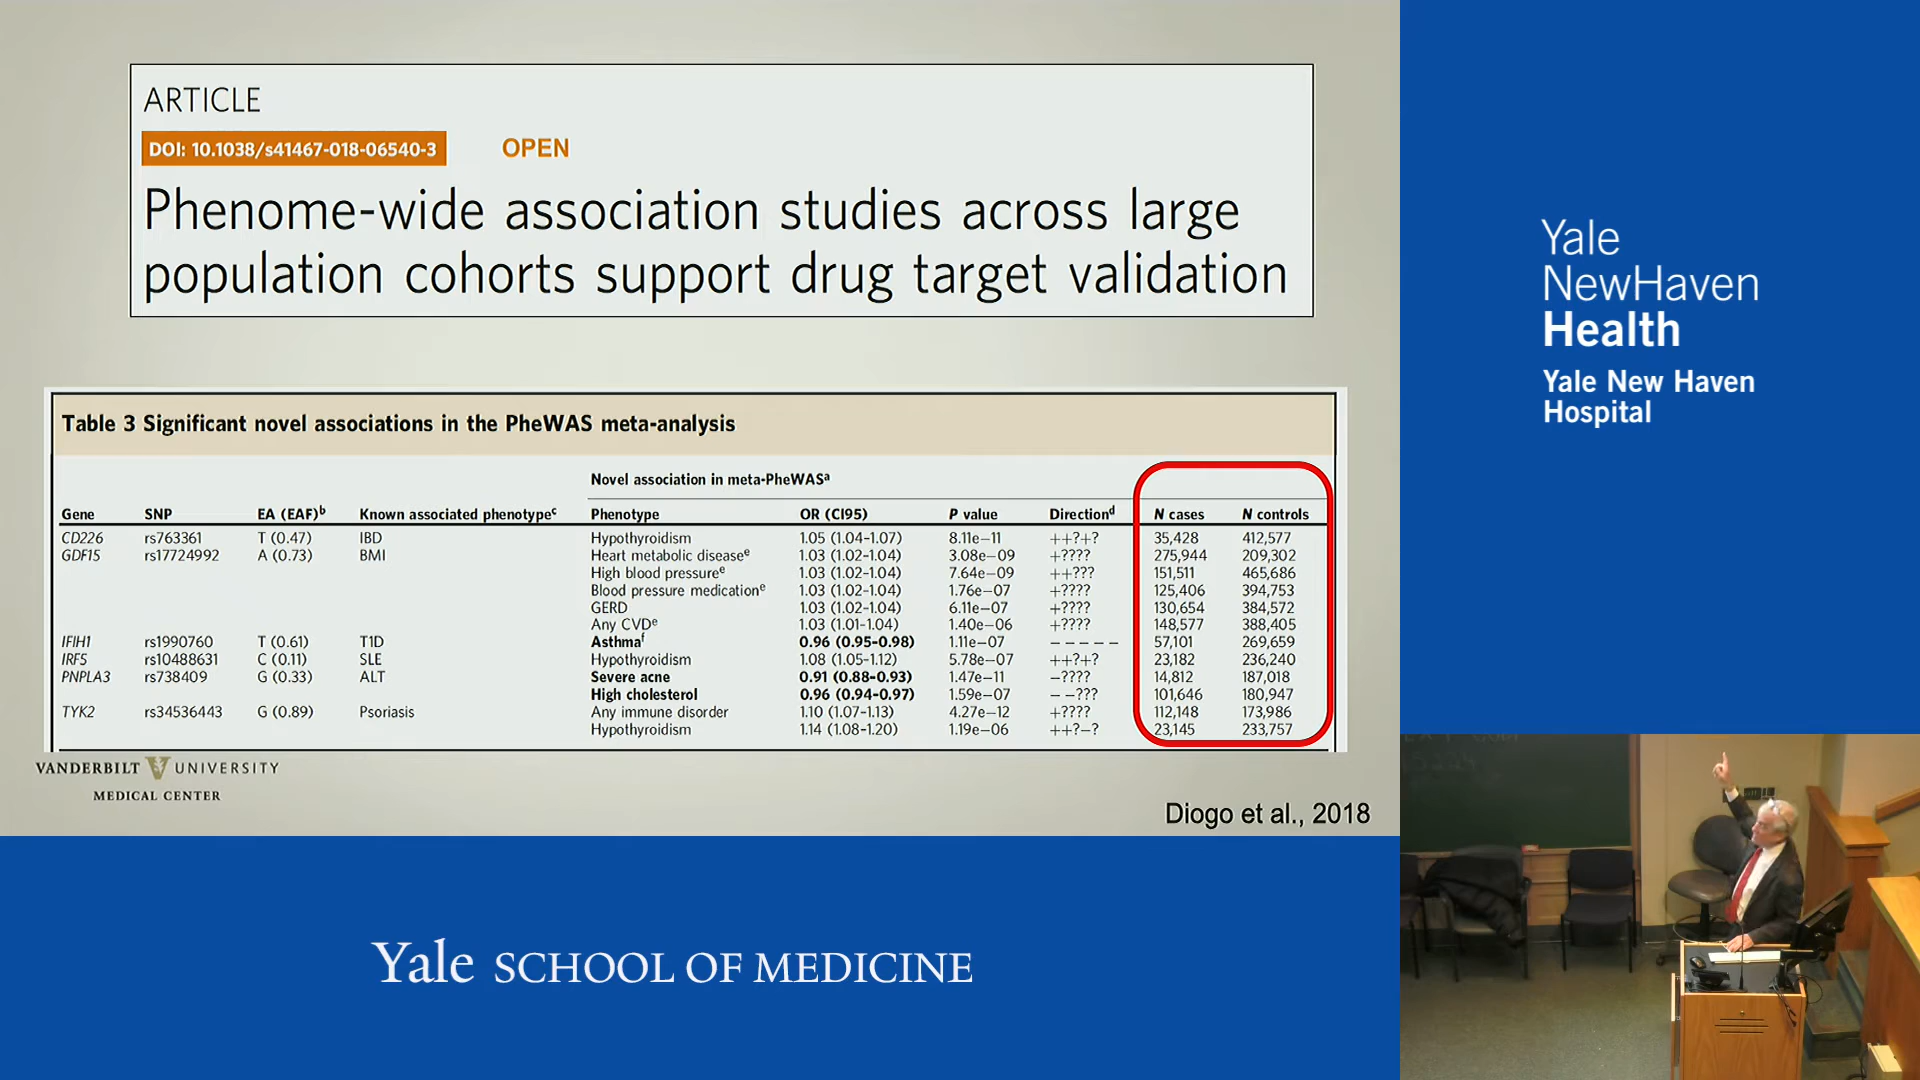 ARTICLE
DOI: 10.1038/s41467-018-06540-3 OPEN
Phenome-wide association studies across large
population cohorts support drug target validation
Table 3 Significant novel associations in the PheWAS meta-analysis
Novel association in meta-PheWASa
Gene SNP EA (EAF)b Known associated phenotypec Phenotype OR (CI95) P value Directiond N cases N controls
CD226 rs763361 T (0.47) IBD Hypothyroidism 1.05 (1.04-1.07) 8.11e−11 ++?+? 35,428 412,577
GDF15 rs17724992 A (0.73) BMI Heart metabolic diseasee 1.03 (1.02-1.04) 3.08e−09 +???? 275,944 209,302
High blood pressuree 1.03 (1.02-1.04) 7.64e−09 ++??? 151,511 465,686
Blood pressure medicatione 1.03 (1.02-1.04) 1.76e−07 +???? 125,406 394,753
GERD 1.03 (1.02-1.04) 6.11e−07 +???? 130,654 384,572
Any CVDe 1.03 (1.01-1.04) 1.40e−06 +???? 148,577 388,405
IFIH1 rs1990760 T (0.61) T1D Asthmaf 0.96 (0.95-0.98) 1.11e−07 − − − − − 57,101 269,659
IRF5 rs10488631 C (0.11) SLE Hypothyroidism 1.08 (1.05-1.12) 5.78e−07 ++?+? 23,182 236,240
PNPLA3 rs738409 G (0.33) ALT Severe acne 0.91 (0.88-0.93) 1.47e−11 −???? 14,812 187,018
High cholesterol 0.96 (0.94-0.97) 1.59e−07 − −??? 101,646 180,947
TYK2 rs34536443 G (0.89) Psoriasis Any immune disorder 1.10 (1.07-1.13) 4.27e−12 +???? 112,148 173,986
Hypothyroidism 1.14 (1.08-1.20) 1.19e−06 ++?−? 23,145 233,757
VANDERBILT V UNIVERSITY
MEDICAL CENTER
Diogo et al., 2018
Yale
NewHaven
Health
Yale New Haven
Hospital
Yale SCHOOL OF MEDICINE